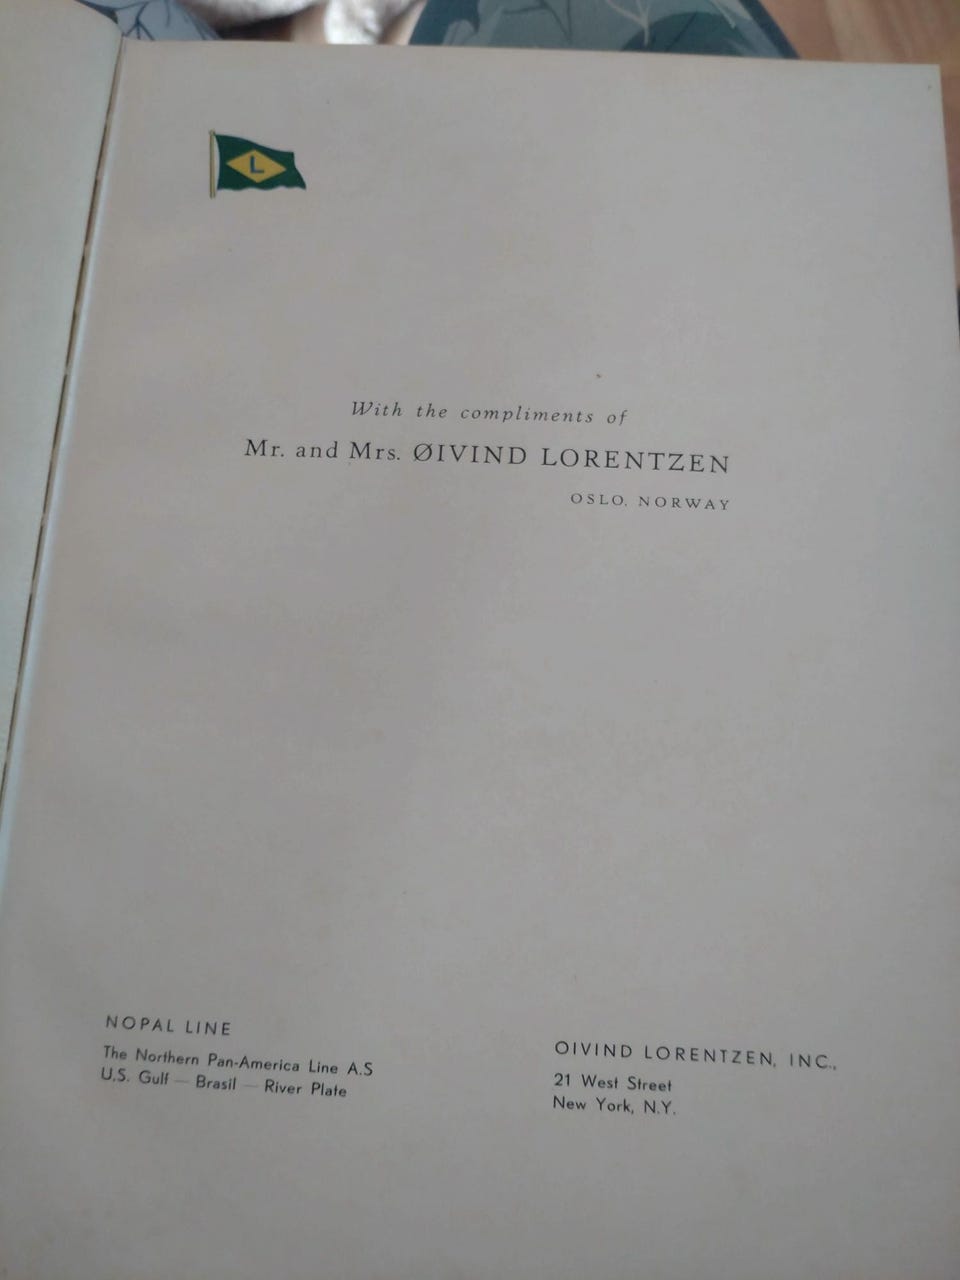 L
With the compliments of
Mr. and Mrs. ØIVIND LORENTZEN
OSLO, NORWAY
NOPAL LINE
The Northern Pan-America Line A.S
U.S. Gulf — Brasil — River Plate
OIVIND LORENTZEN, INC.,
21 West Street
New York, N.Y.